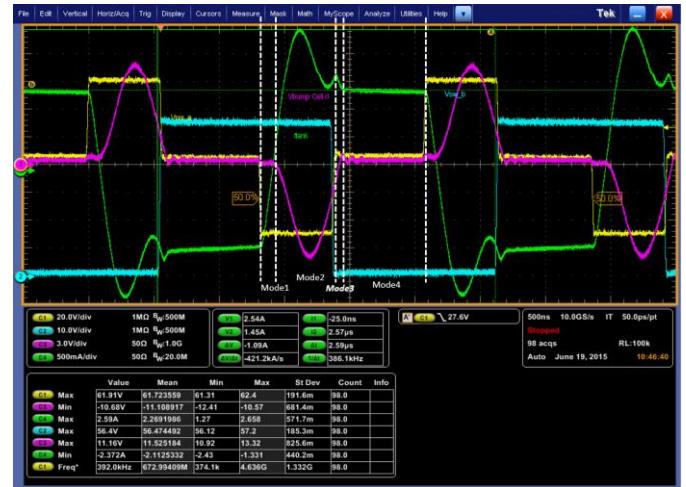 File Edit Vertical Horiz/Acq Trig Display Cursors Measure Mask Math MyScope Analyze Utilities Help Tek
Vbump Cell 0
Vsw_a
Vsw_b
Itank
50.0%
50.0%
Mode1
Mode2
Mode3
Mode4
C1 20.0V/div 1MΩ BW:500M
C2 10.0V/div 1MΩ BW:500M
3.0V/div 50Ω BW:1.0G
C4 500mA/div 50Ω BW:20.0M
V1 2.54A
V2 1.45A
ΔV -1.09A
ΔV/Δt -421.2kA/s
t1 -25.0ns
t2 2.57μs
Δt 2.59μs
1/Δt 386.1kHz
A' C1 27.6V
500ns 10.0GS/s IT 50.0ps/pt
Stopped
98 acqs RL:100k
Auto June 19, 2015 10:46:40
Value Mean Min Max St Dev Count Info
C1 Max 61.91V 61.723559 61.31 62.4 191.6m 98.0
Min -10.68V -11.108917 -12.41 -10.57 681.4m 98.0
C4 Max 2.59A 2.2691986 1.27 2.658 571.7m 98.0
C2 Max 56.4V 56.474492 56.12 57.2 185.3m 98.0
Max 11.16V 11.525184 10.92 13.32 825.6m 98.0
C4 Min -2.372A -2.1125332 -2.43 -1.331 440.2m 98.0
C1 Freq* 392.0kHz 672.99409M 374.1k 4.636G 1.332G 98.0